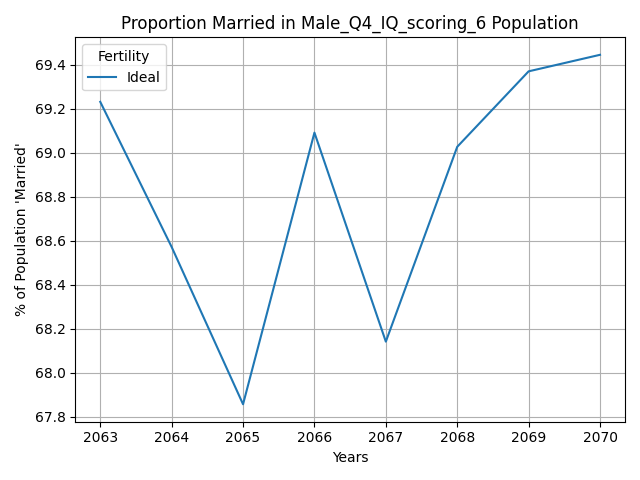 Proportion Married in Male_Q4_IQ_scoring_6 Population
Fertility
Ideal
% of Population 'Married'
69.4
69.2
69.0
68.8
68.6
68.4
68.2
68.0
67.8
2063 2064 2065 2066 2067 2068 2069 2070
Years